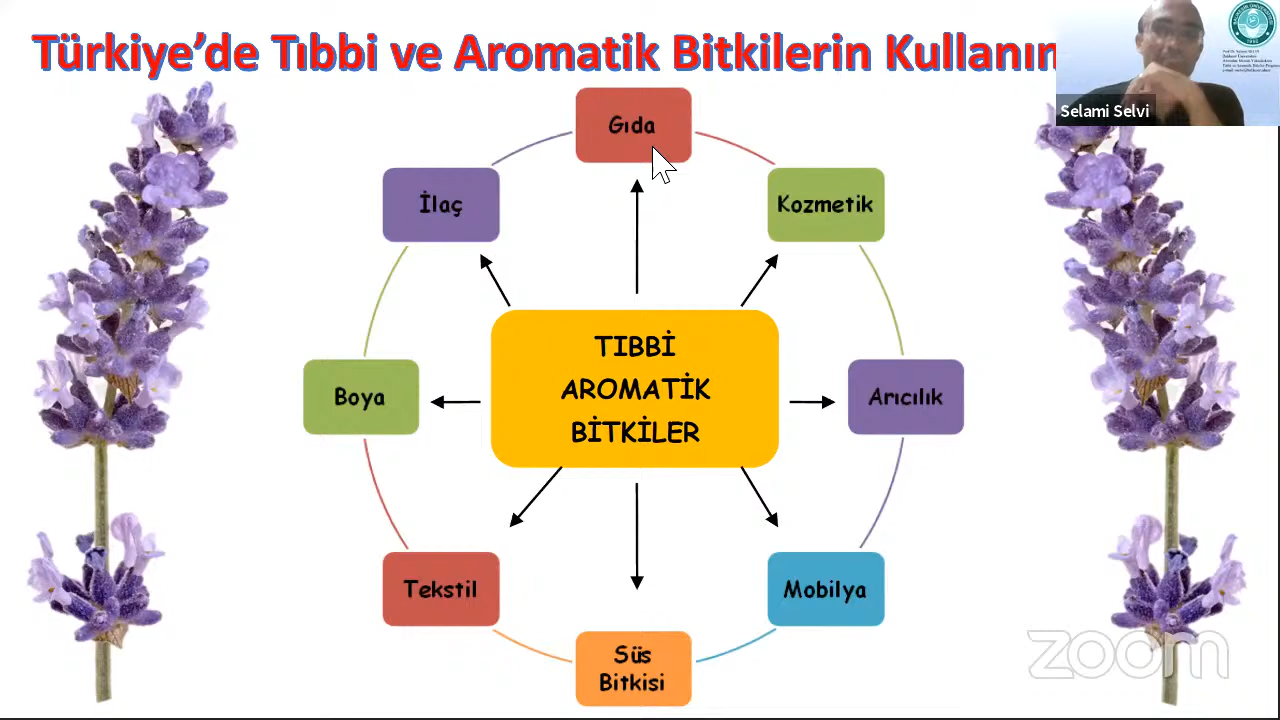 Türkiye’de Tıbbi ve Aromatik Bitkilerin Kullanım
Selami Selvi
Gıda
İlaç
Kozmetik
TIBBİ
AROMATİK
BİTKİLER
Boya
Arıcılık
Tekstil
Mobilya
Süs
Bitkisi
zoom